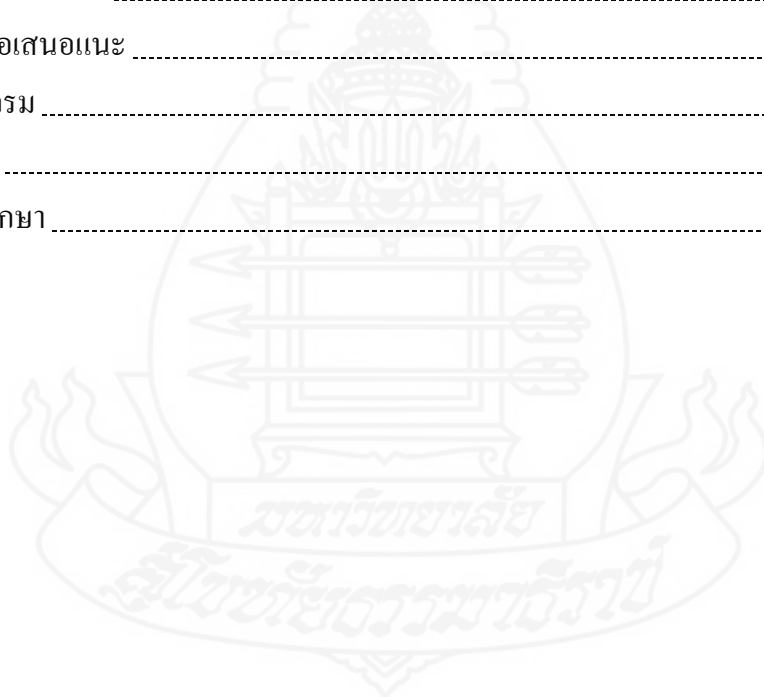 อเสนอแนะ
รม
กษา
มหาวิทยาลัย
สุโขทัยธรรมาธิราช